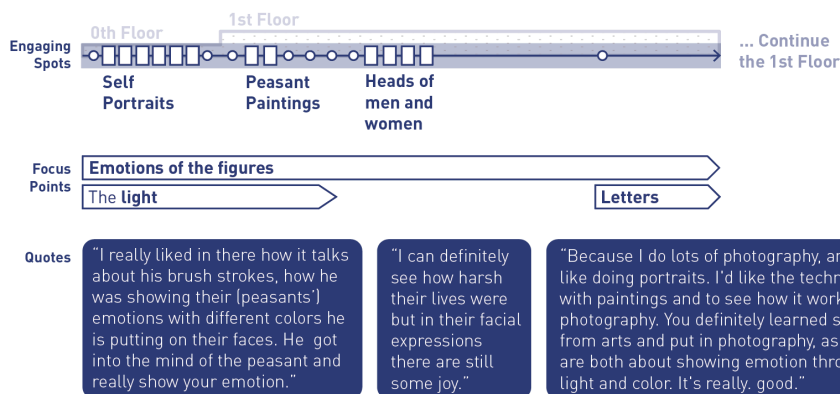 1st Floor
0th Floor
Engaging
Spots
... Continue
the 1st Floor
Self
Portraits
Peasant
Paintings
Heads of
men and
women
Focus
Points
Emotions of the figures
The light
Letters
Quotes
“I really liked in there how it talks
about his brush strokes, how he
was showing their (peasants’)
emotions with different colors he
is putting on their faces. He got
into the mind of the peasant and
really show your emotion.”
“I can definitely
see how harsh
their lives were
but in their facial
expressions
there are still
some joy.”
“Because I do lots of photography,
like doing portraits. I'd like the
with paintings and to see how it
photography. You definitely learned
from arts and put in photography, as
are both about showing emotion
light and color. It's really. good.”